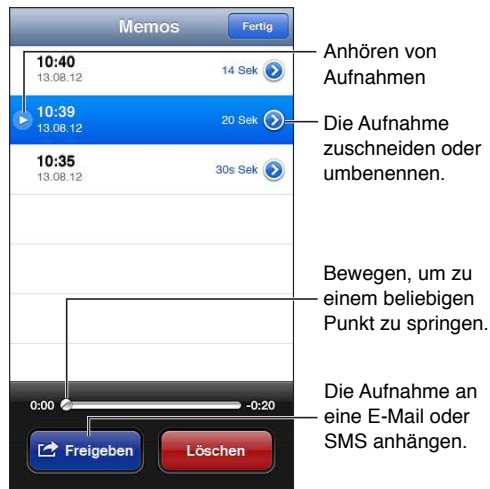 Memos
Fertig
10:40
13.08.12
14 Sek
10:39
13.08.12
20 Sek
10:35
13.08.12
30s Sek
0:00
-0:20
Freigeben
Löschen
Anhören von
Aufnahmen
Die Aufnahme
zuschneiden oder
umbenennen.
Bewegen, um zu
einem beliebigen
Punkt zu springen.
Die Aufnahme an
eine E-Mail oder
SMS anhängen.